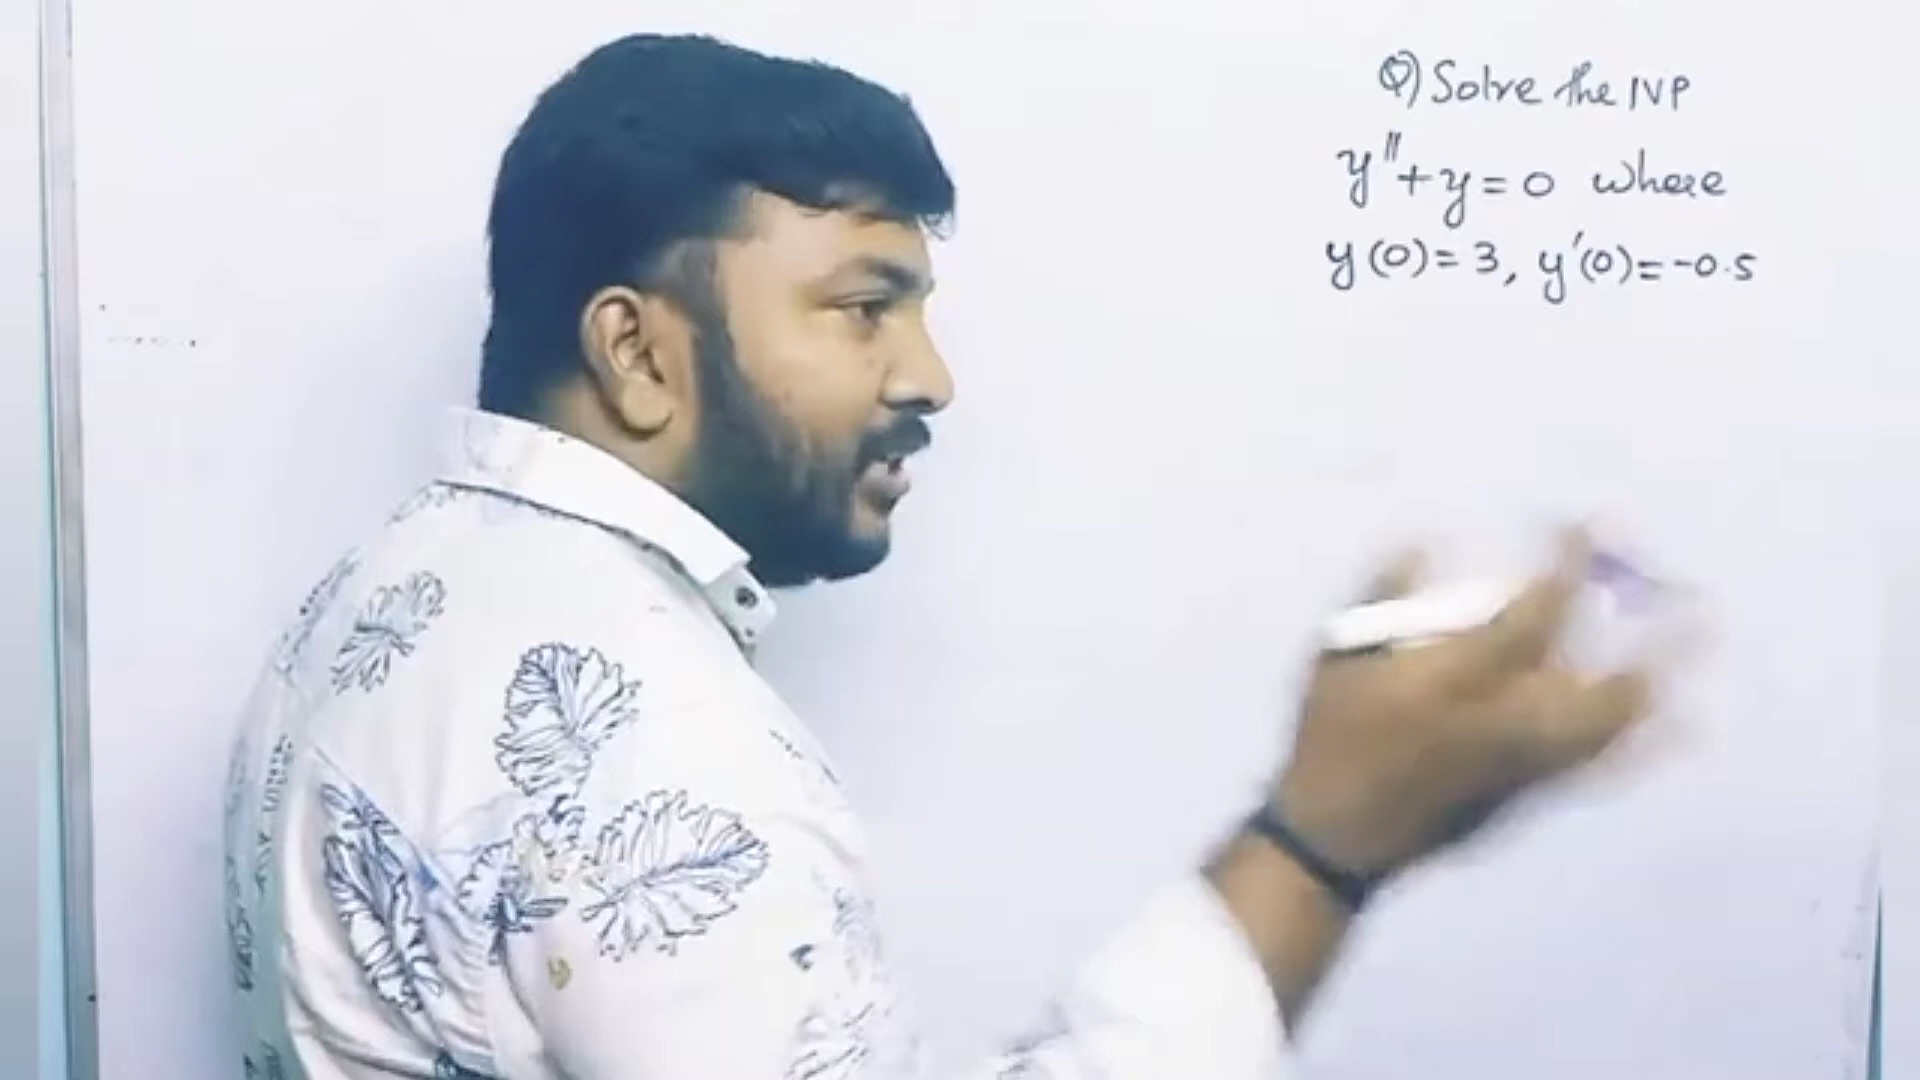 Q) Solve the IVP
y"+y=0 where
y(0)=3, y'(0)=-0.5